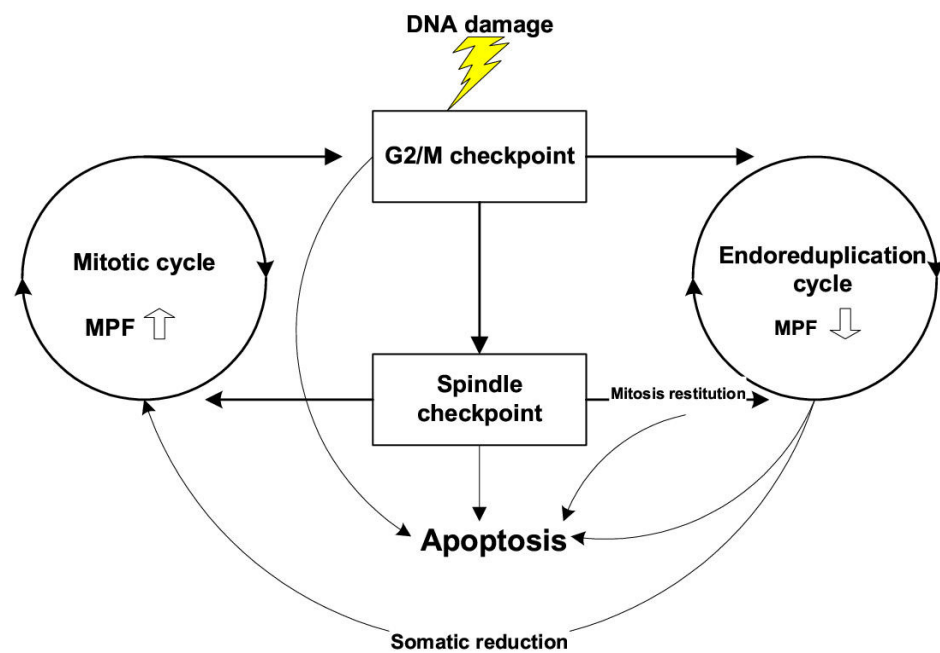 DNA damage
G2/M checkpoint
Mitotic cycle
MPF
Endoreduplication
cycle
MPF
Spindle
checkpoint
Mitosis restitution
Apoptosis
Somatic reduction